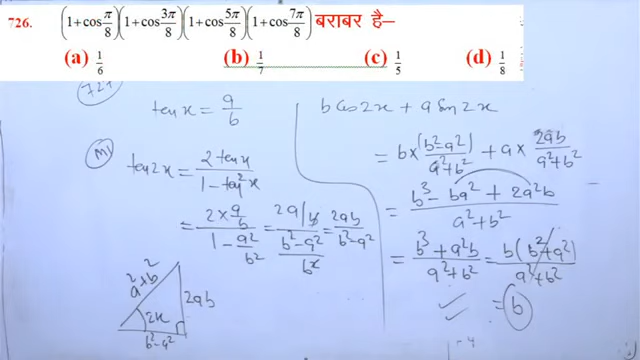 726. (1+cos π/8)(1+cos 3π/8)(1+cos 5π/8)(1+cos 7π/8) बराबर है–
(a) 1/6 (b) 1/7 (c) 1/5 (d) 1/8
tan x = a/b
M1 tan 2x = 2 tan x / 1 − tan²x
= 2 × a/b / 1 − a²/b² = 2a/b / b²−a²/b² = 2ab / b²−a²
a²+b²
2ab
2x
b²−a²
b cos 2x + a sin 2x
= b × (b²−a²) / a²+b² + a × 2ab / a²+b²
= b³ − ba² + 2a²b / a²+b²
= b³ + a²b / a²+b² = b(b²+a²) / a²+b²
= b